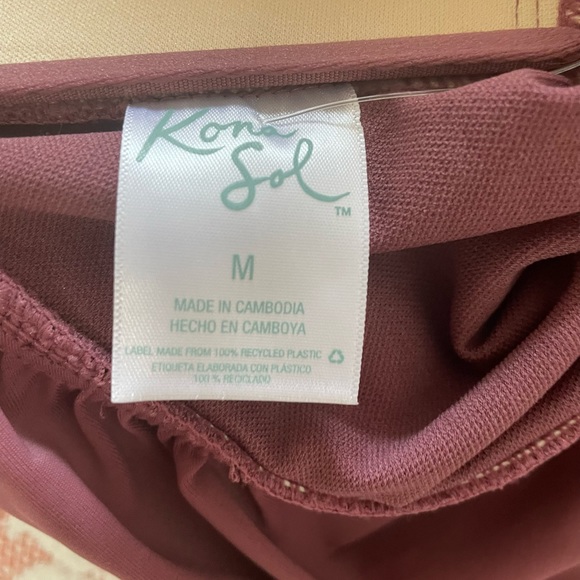 Kona
Sol
TM
M
MADE IN CAMBODIA
HECHO EN CAMBOYA
LABEL MADE FROM 100% RECYCLED PLASTIC
ETIQUETA ELABORADA CON PLÁSTICO
100 % RECICLADO